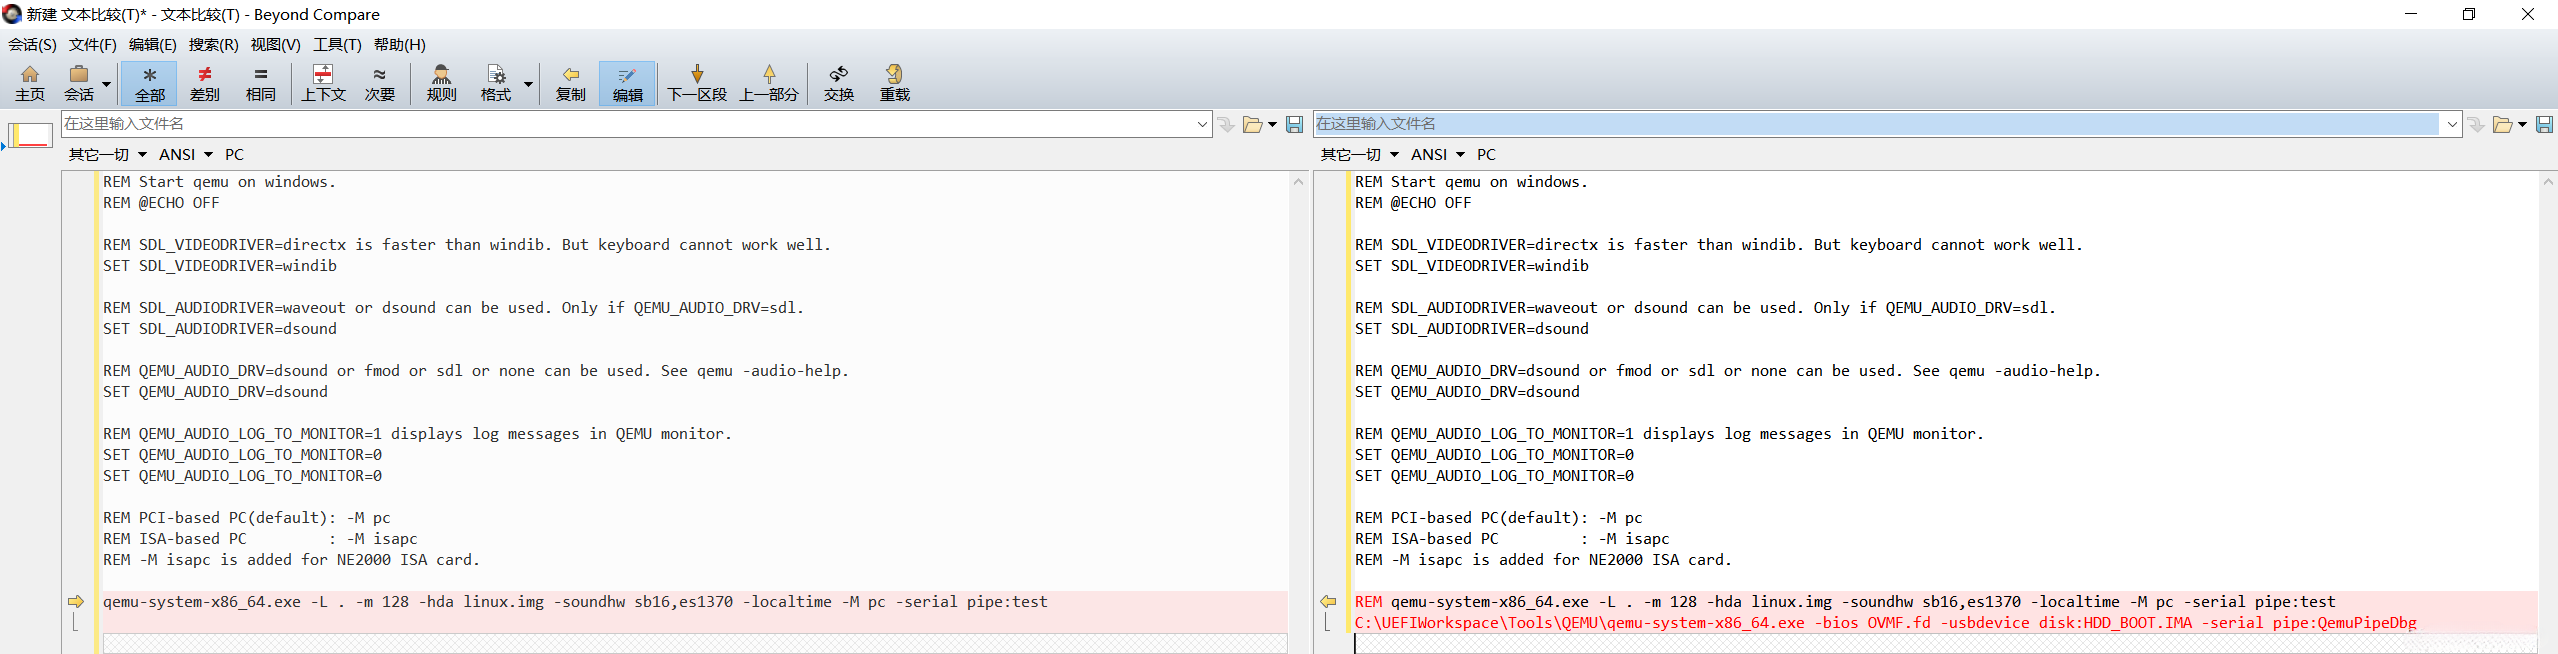 新建 文本比较(T)* - 文本比较(T) - Beyond Compare
会话(S) 文件(F) 编辑(E) 搜索(R) 视图(V) 工具(T) 帮助(H)
主页 会话 全部 差别 相同 上下文 次要 规则 格式 复制 编辑 下一区段 上一部分 交换 重载
在这里输入文件名
其它一切 ANSI PC
REM Start qemu on windows.
REM @ECHO OFF
REM SDL_VIDEODRIVER=directx is faster than windib. But keyboard cannot work well.
SET SDL_VIDEODRIVER=windib
REM SDL_AUDIODRIVER=waveout or dsound can be used. Only if QEMU_AUDIO_DRV=sdl.
SET SDL_AUDIODRIVER=dsound
REM QEMU_AUDIO_DRV=dsound or fmod or sdl or none can be used. See qemu -audio-help.
SET QEMU_AUDIO_DRV=dsound
REM QEMU_AUDIO_LOG_TO_MONITOR=1 displays log messages in QEMU monitor.
SET QEMU_AUDIO_LOG_TO_MONITOR=0
SET QEMU_AUDIO_LOG_TO_MONITOR=0
REM PCI-based PC(default): -M pc
REM ISA-based PC         : -M isapc
REM -M isapc is added for NE2000 ISA card.
qemu-system-x86_64.exe -L . -m 128 -hda linux.img -soundhw sb16,es1370 -localtime -M pc -serial pipe:test
在这里输入文件名
其它一切 ANSI PC
REM Start qemu on windows.
REM @ECHO OFF
REM SDL_VIDEODRIVER=directx is faster than windib. But keyboard cannot work well.
SET SDL_VIDEODRIVER=windib
REM SDL_AUDIODRIVER=waveout or dsound can be used. Only if QEMU_AUDIO_DRV=sdl.
SET SDL_AUDIODRIVER=dsound
REM QEMU_AUDIO_DRV=dsound or fmod or sdl or none can be used. See qemu -audio-help.
SET QEMU_AUDIO_DRV=dsound
REM QEMU_AUDIO_LOG_TO_MONITOR=1 displays log messages in QEMU monitor.
SET QEMU_AUDIO_LOG_TO_MONITOR=0
SET QEMU_AUDIO_LOG_TO_MONITOR=0
REM PCI-based PC(default): -M pc
REM ISA-based PC         : -M isapc
REM -M isapc is added for NE2000 ISA card.
REM qemu-system-x86_64.exe -L . -m 128 -hda linux.img -soundhw sb16,es1370 -localtime -M pc -serial pipe:test
C:\UEFIWorkspace\Tools\QEMU\qemu-system-x86_64.exe -bios OVMF.fd -usbdevice disk:HDD_BOOT.IMA -serial pipe:QemuPipeDbg